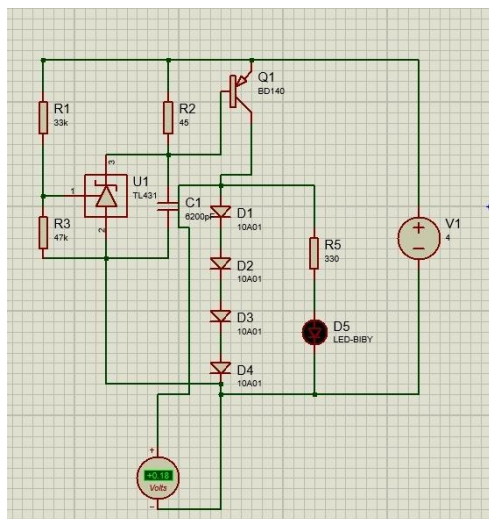 Q1
BD140
R1
33k
R2
45
3
1
U1
TL431
2
C1
6200pF
R3
47k
D1
10A01
D2
10A01
D3
10A01
D4
10A01
R5
330
D5
LED-BIBY
V1
4
+
−
+
+0.18
Volts
−